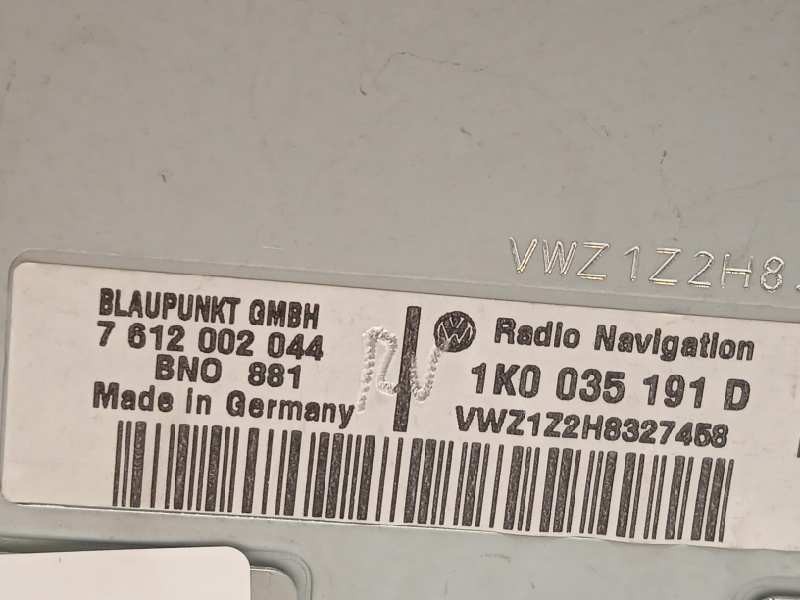 VWZ1Z2H8
BLAUPUNKT GMBH
7 612 002 044
BNO 881
Made in Germany
Radio Navigation
1K0 035 191 D
VWZ1Z2H8327458